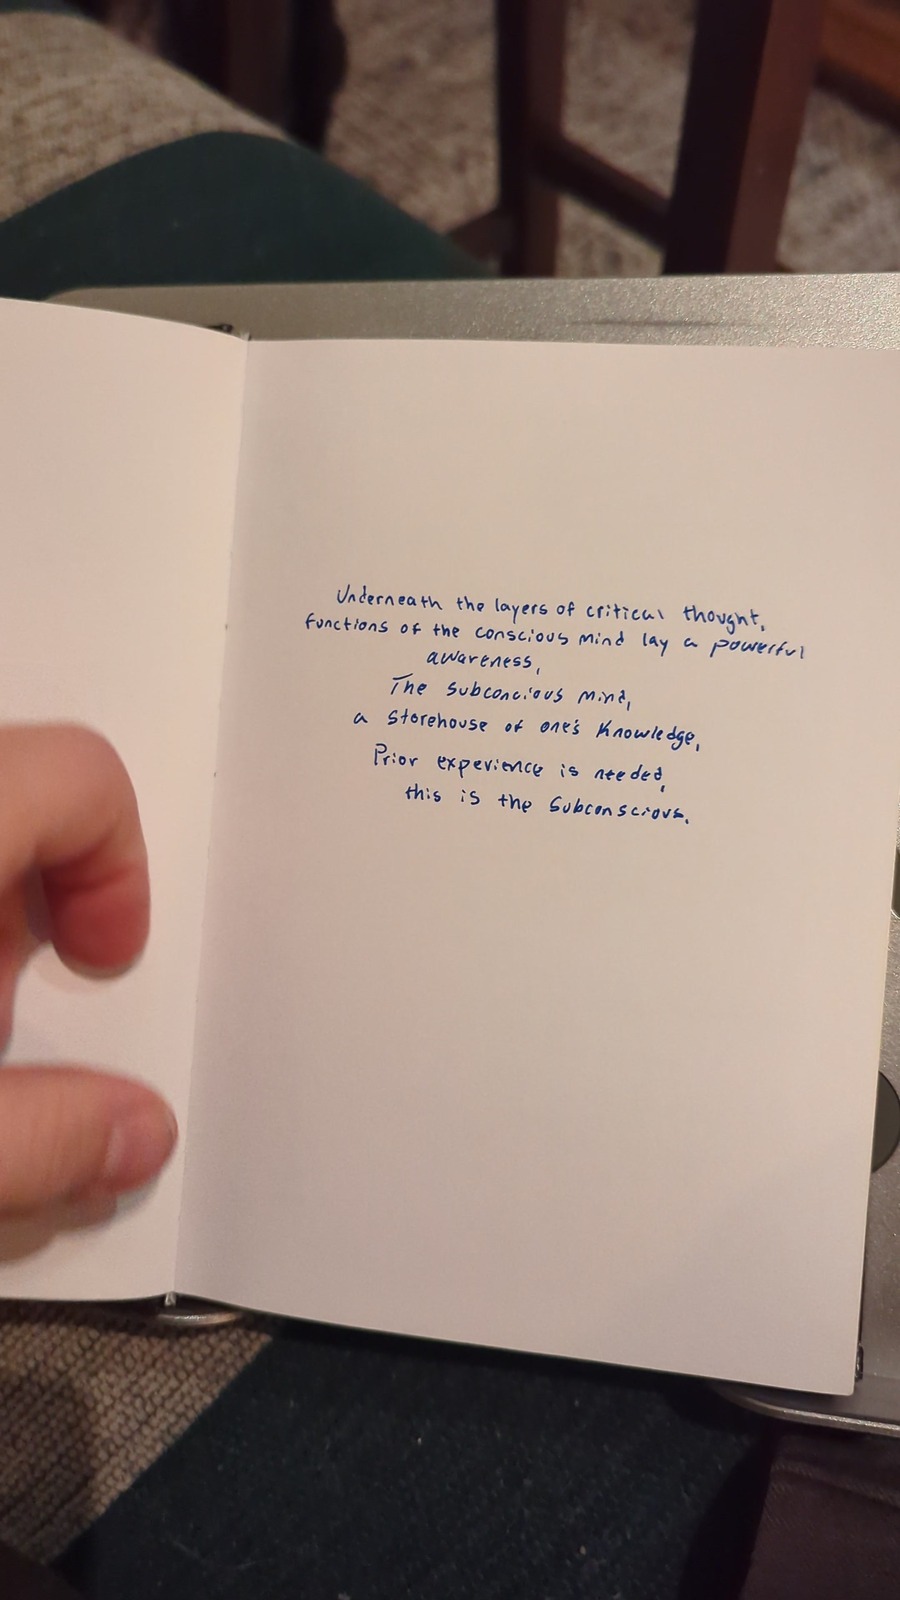 Underneath the layers of critical thought,
functions of the conscious mind lay a powerful
awareness,
The subconcious mind,
a storehouse of one's knowledge,
Prior experience is needed,
this is the subconscious.